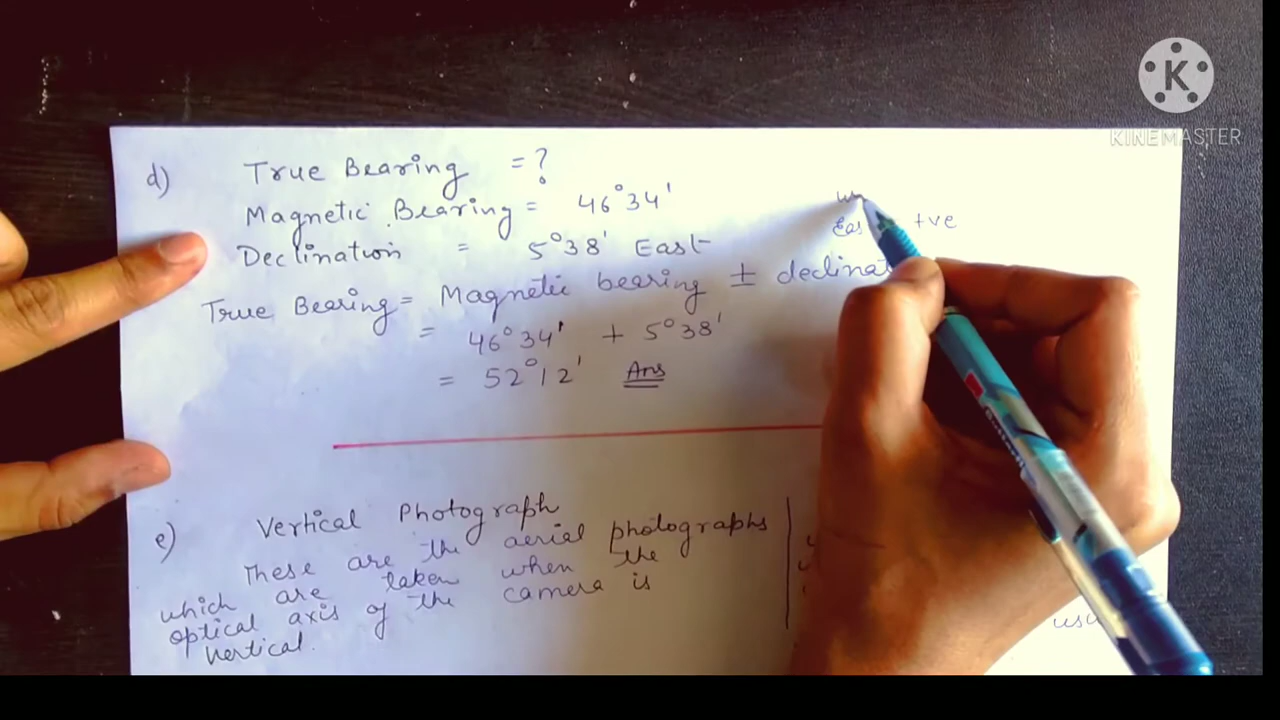 KINEMASTER
d) True Bearing = ?
Magnetic Bearing = 46°34'
Declination = 5°38' East
+ve
True Bearing = Magnetic bearing ±
= 46°34' + 5°38'
= 52°12' Ans
e) Vertical Photograph
These are the aerial photographs
which are taken when the
optical axis of the camera is
vertical.